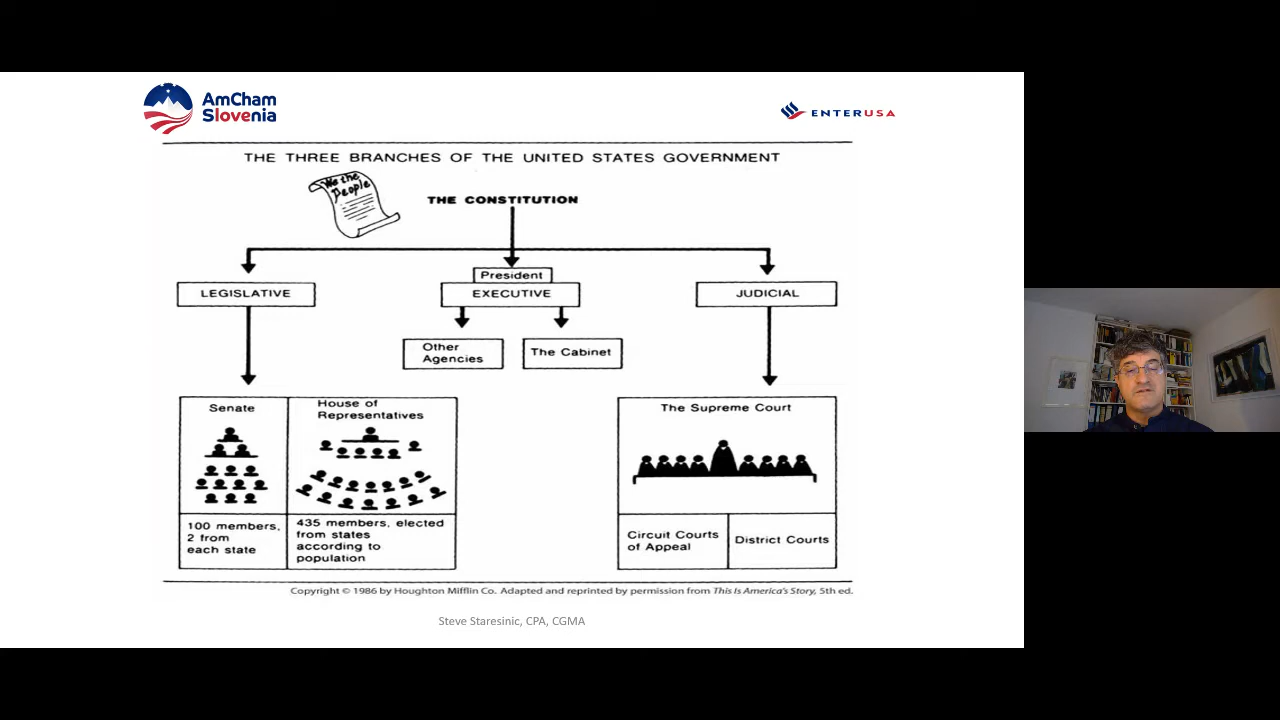 AmCham
Slovenia
ENTERUSA
THE THREE BRANCHES OF THE UNITED STATES GOVERNMENT
We the
People
THE CONSTITUTION
President
LEGISLATIVE
EXECUTIVE
JUDICIAL
Other
Agencies
The Cabinet
Senate
House of
Representatives
The Supreme Court
100 members,
2 from
each state
435 members, elected
from states
according to
population
Circuit Courts
of Appeal
District Courts
Copyright © 1986 by Houghton Mifflin Co. Adapted and reprinted by permission from This Is America's Story, 5th ed.
Steve Staresinic, CPA, CGMA